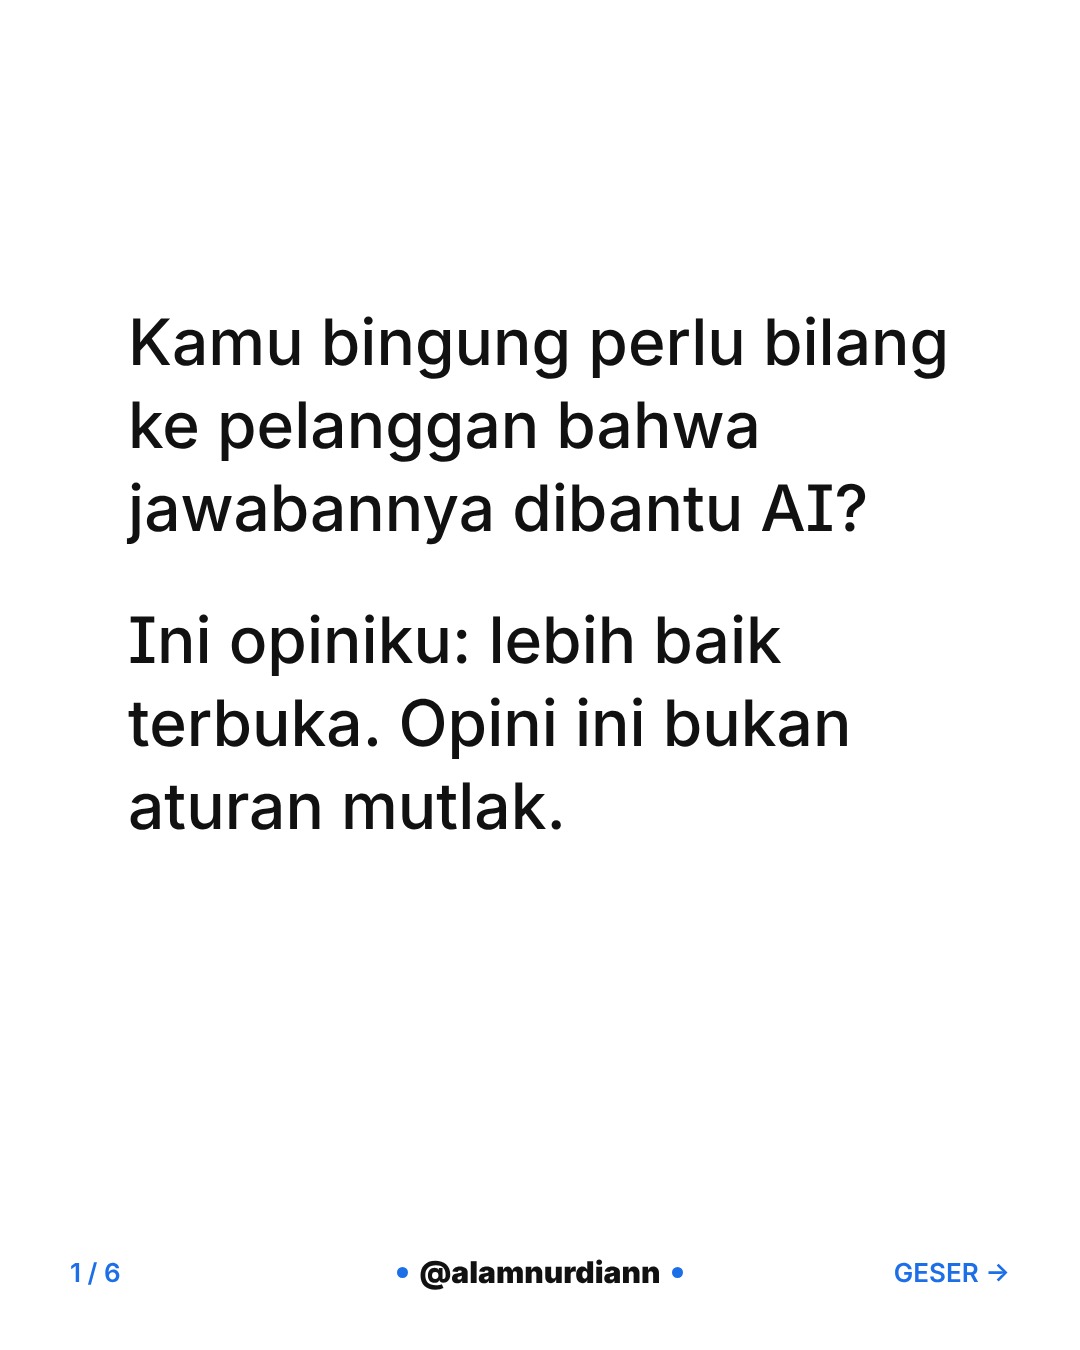 Kamu bingung perlu bilang
ke pelanggan bahwa
jawabannya dibantu AI?
Ini opiniku: lebih baik
terbuka. Opini ini bukan
aturan mutlak.
1 / 6
• @alamnurdiann •
GESER →